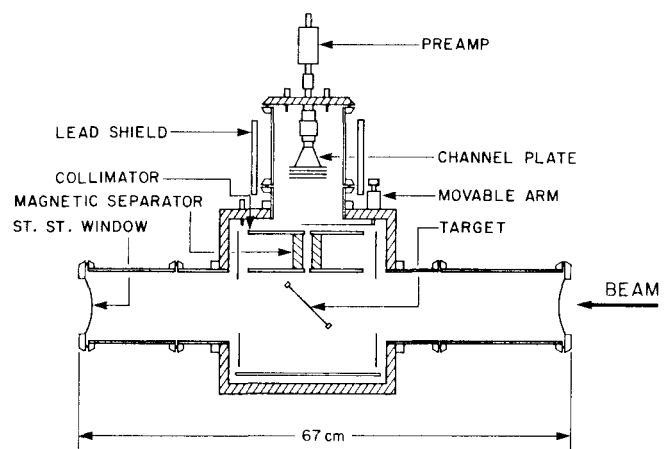 PREAMP
LEAD SHIELD
CHANNEL PLATE
COLLIMATOR
MAGNETIC SEPARATOR
MOVABLE ARM
ST. ST. WINDOW
TARGET
BEAM
67 cm